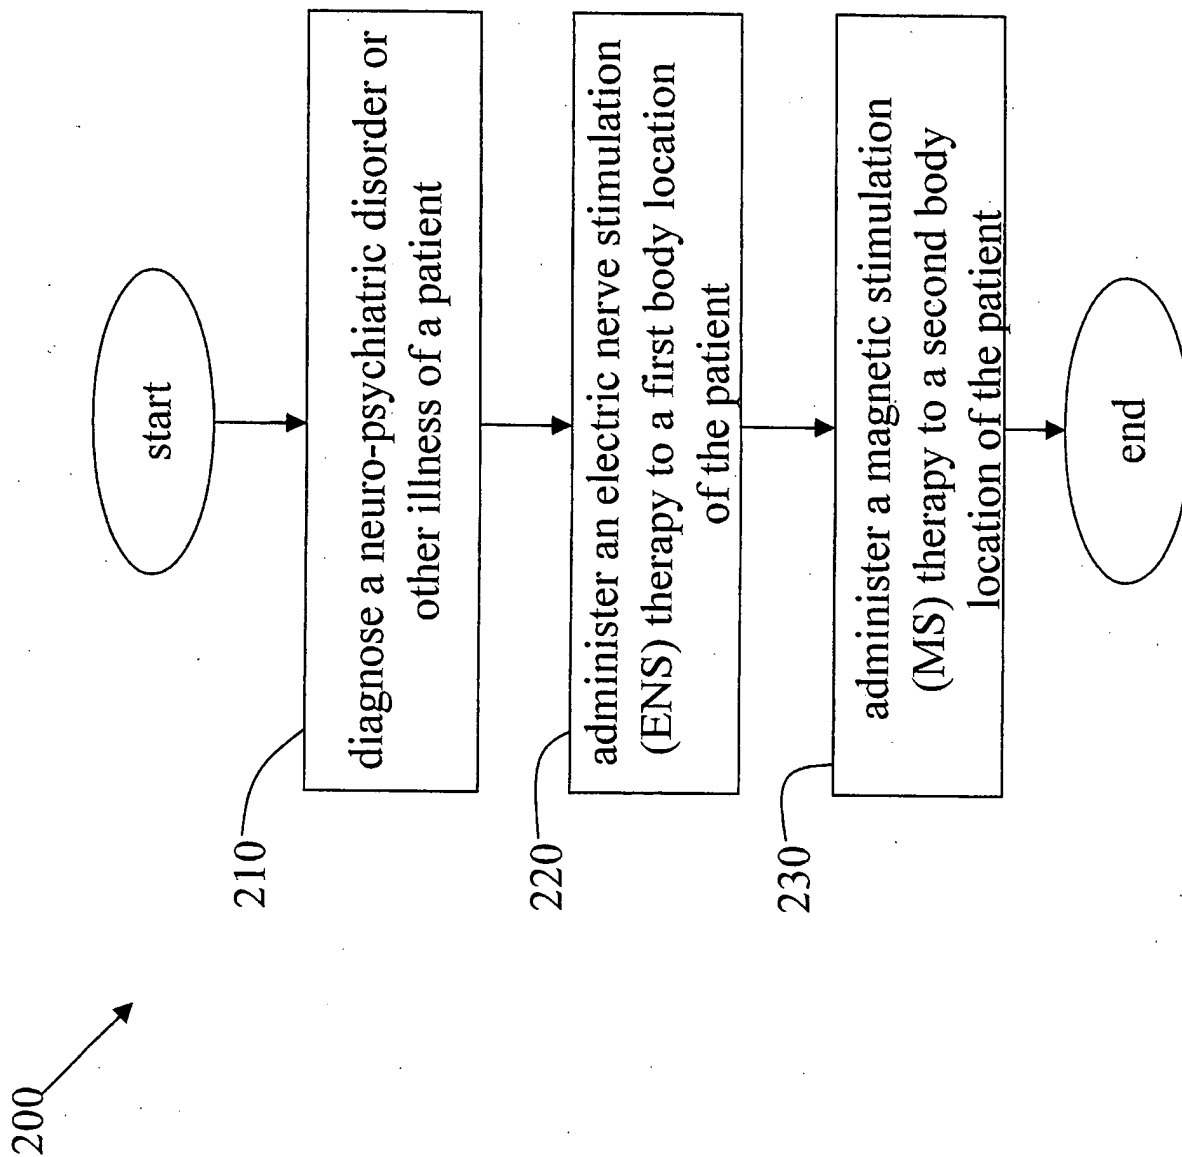 200
start
210
diagnose a neuro-psychiatric disorder or
other illness of a patient
220
administer an electric nerve stimulation
(ENS) therapy to a first body location
of the patient
230
administer a magnetic stimulation
(MS) therapy to a second body
location of the patient
end